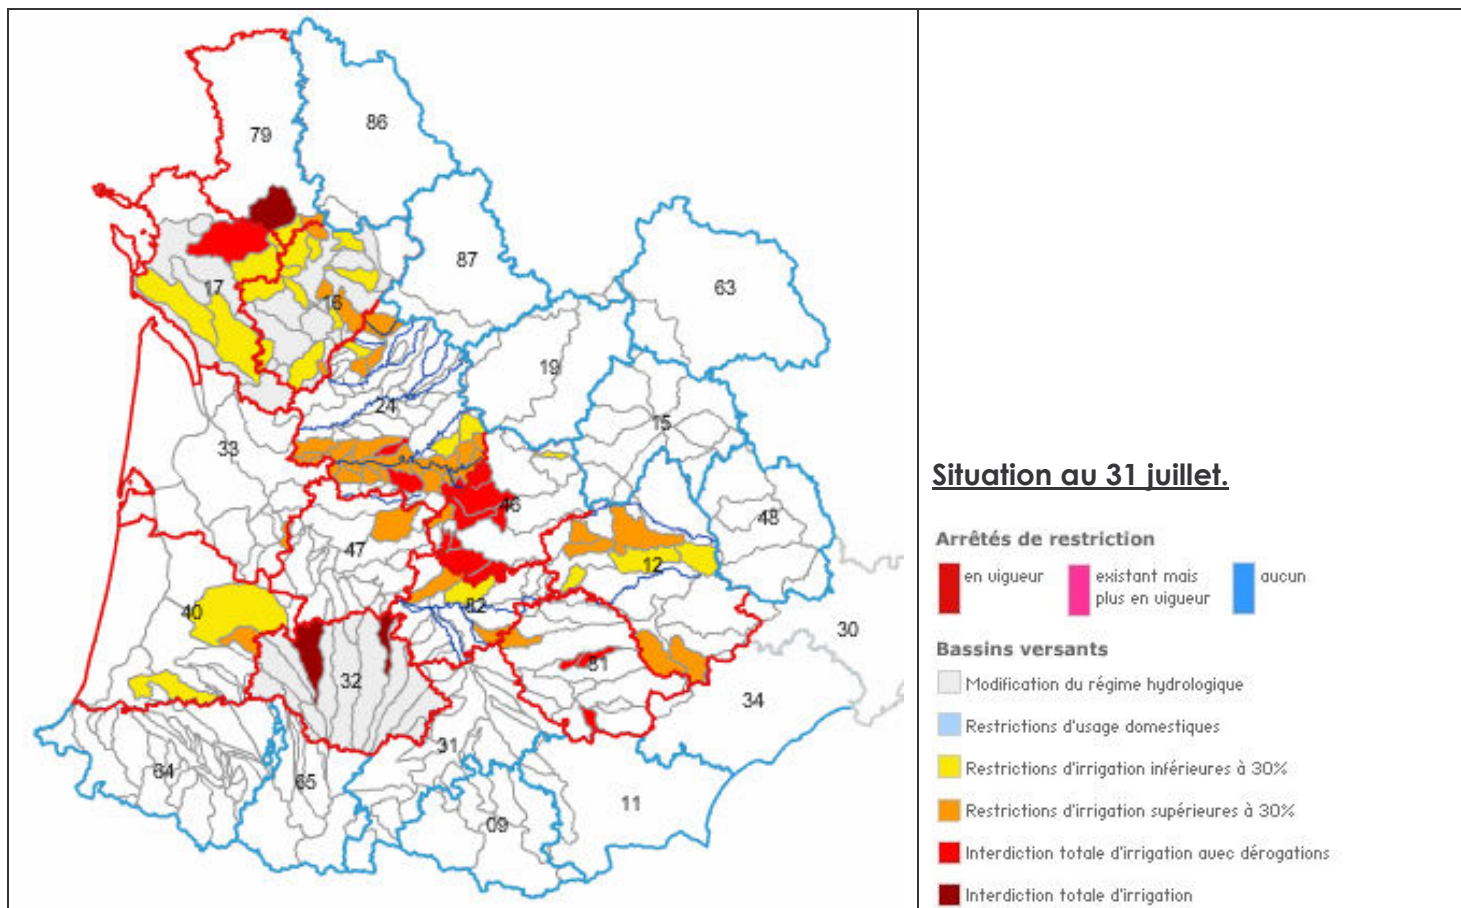 79
86
87
63
17
16
19
24
15
33
46
48
47
12
40
82
30
32
81
34
31
64
65
11
09
Situation au 31 juillet.
Arrêtés de restriction
en vigueur
existant mais
plus en vigueur
aucun
Bassins versants
Modification du régime hydrologique
Restrictions d'usage domestiques
Restrictions d'irrigation inférieures à 30%
Restrictions d'irrigation supérieures à 30%
Interdiction totale d'irrigation avec dérogations
Interdiction totale d'irrigation